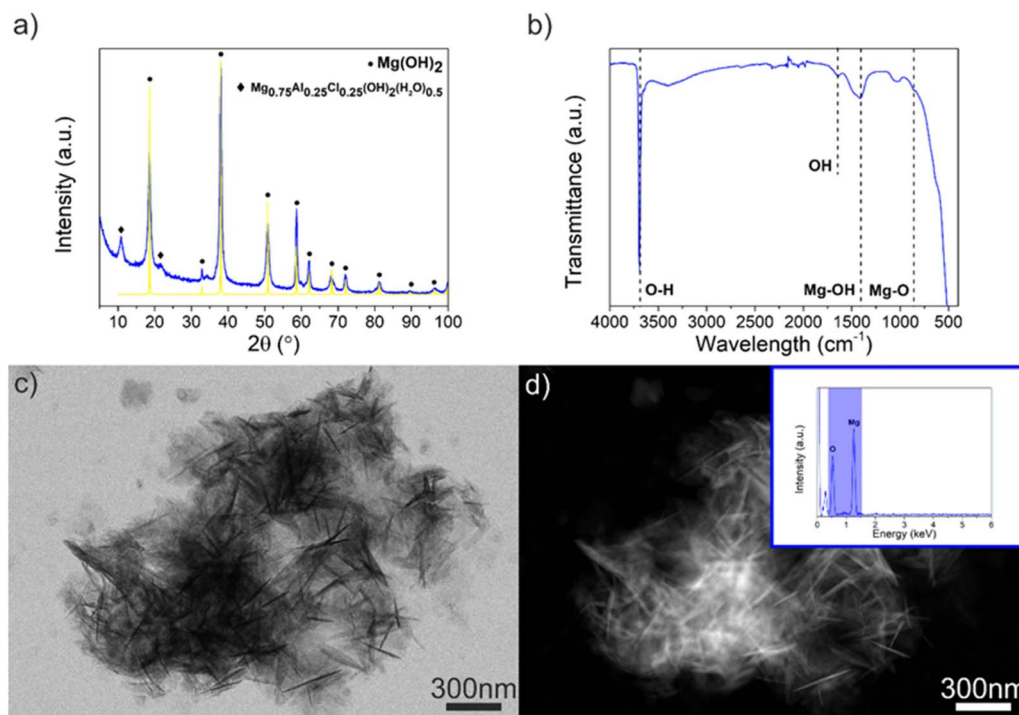 a)
• Mg(OH)2
♦ Mg0.75Al0.25Cl0.25(OH)2(H2O)0.5
Intensity (a.u.)
10 20 30 40 50 60 70 80 90 100
2θ (°)
b)
Transmittance (a.u.)
OH
O-H Mg-OH Mg-O
4000 3500 3000 2500 2000 1500 1000 500
Wavelength (cm-1)
c)
300nm
d)
Intensity (a.u.)
O
Mg
0 1 2 3 4 5 6
Energy (keV)
300nm